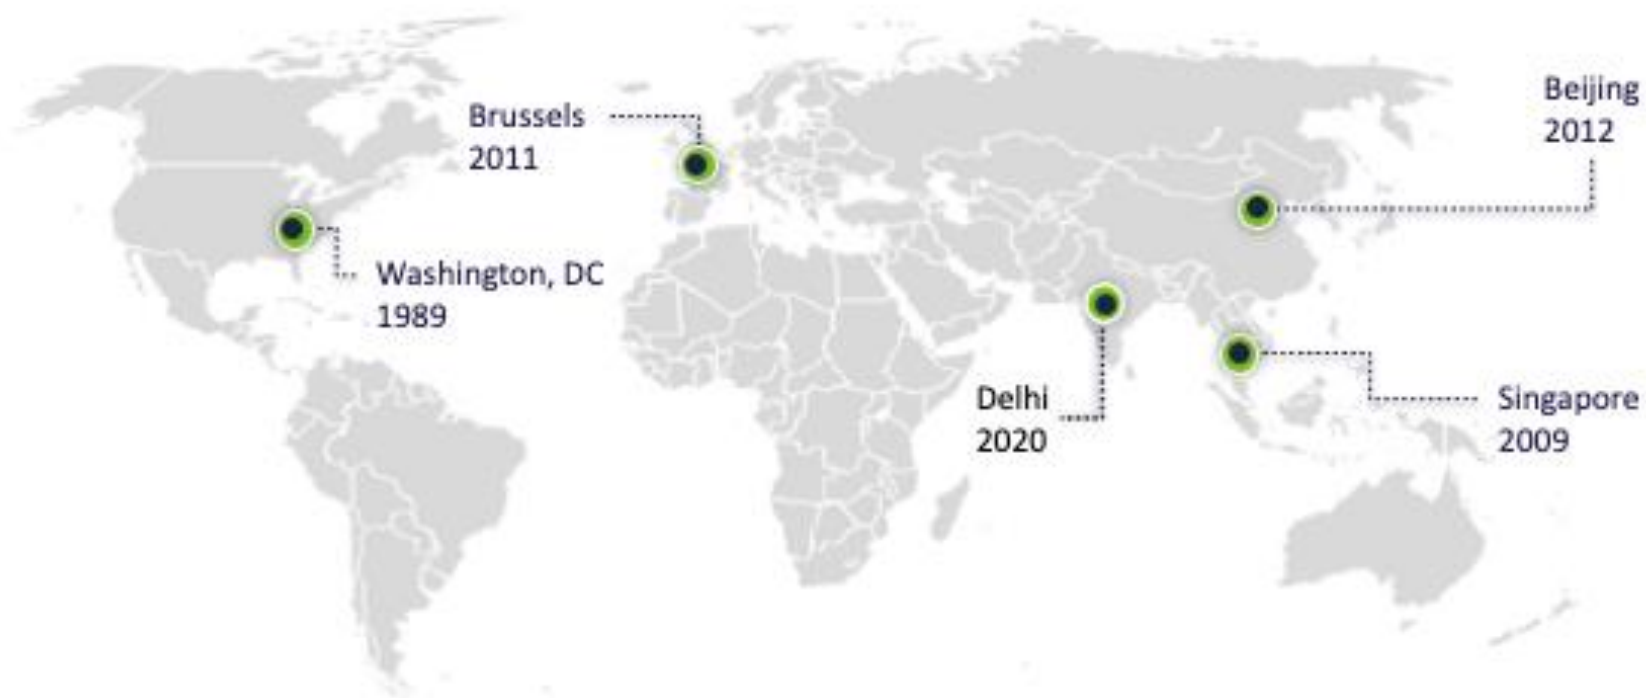 Brussels
2011
Washington, DC
1989
Beijing
2012
Delhi
2020
Singapore
2009